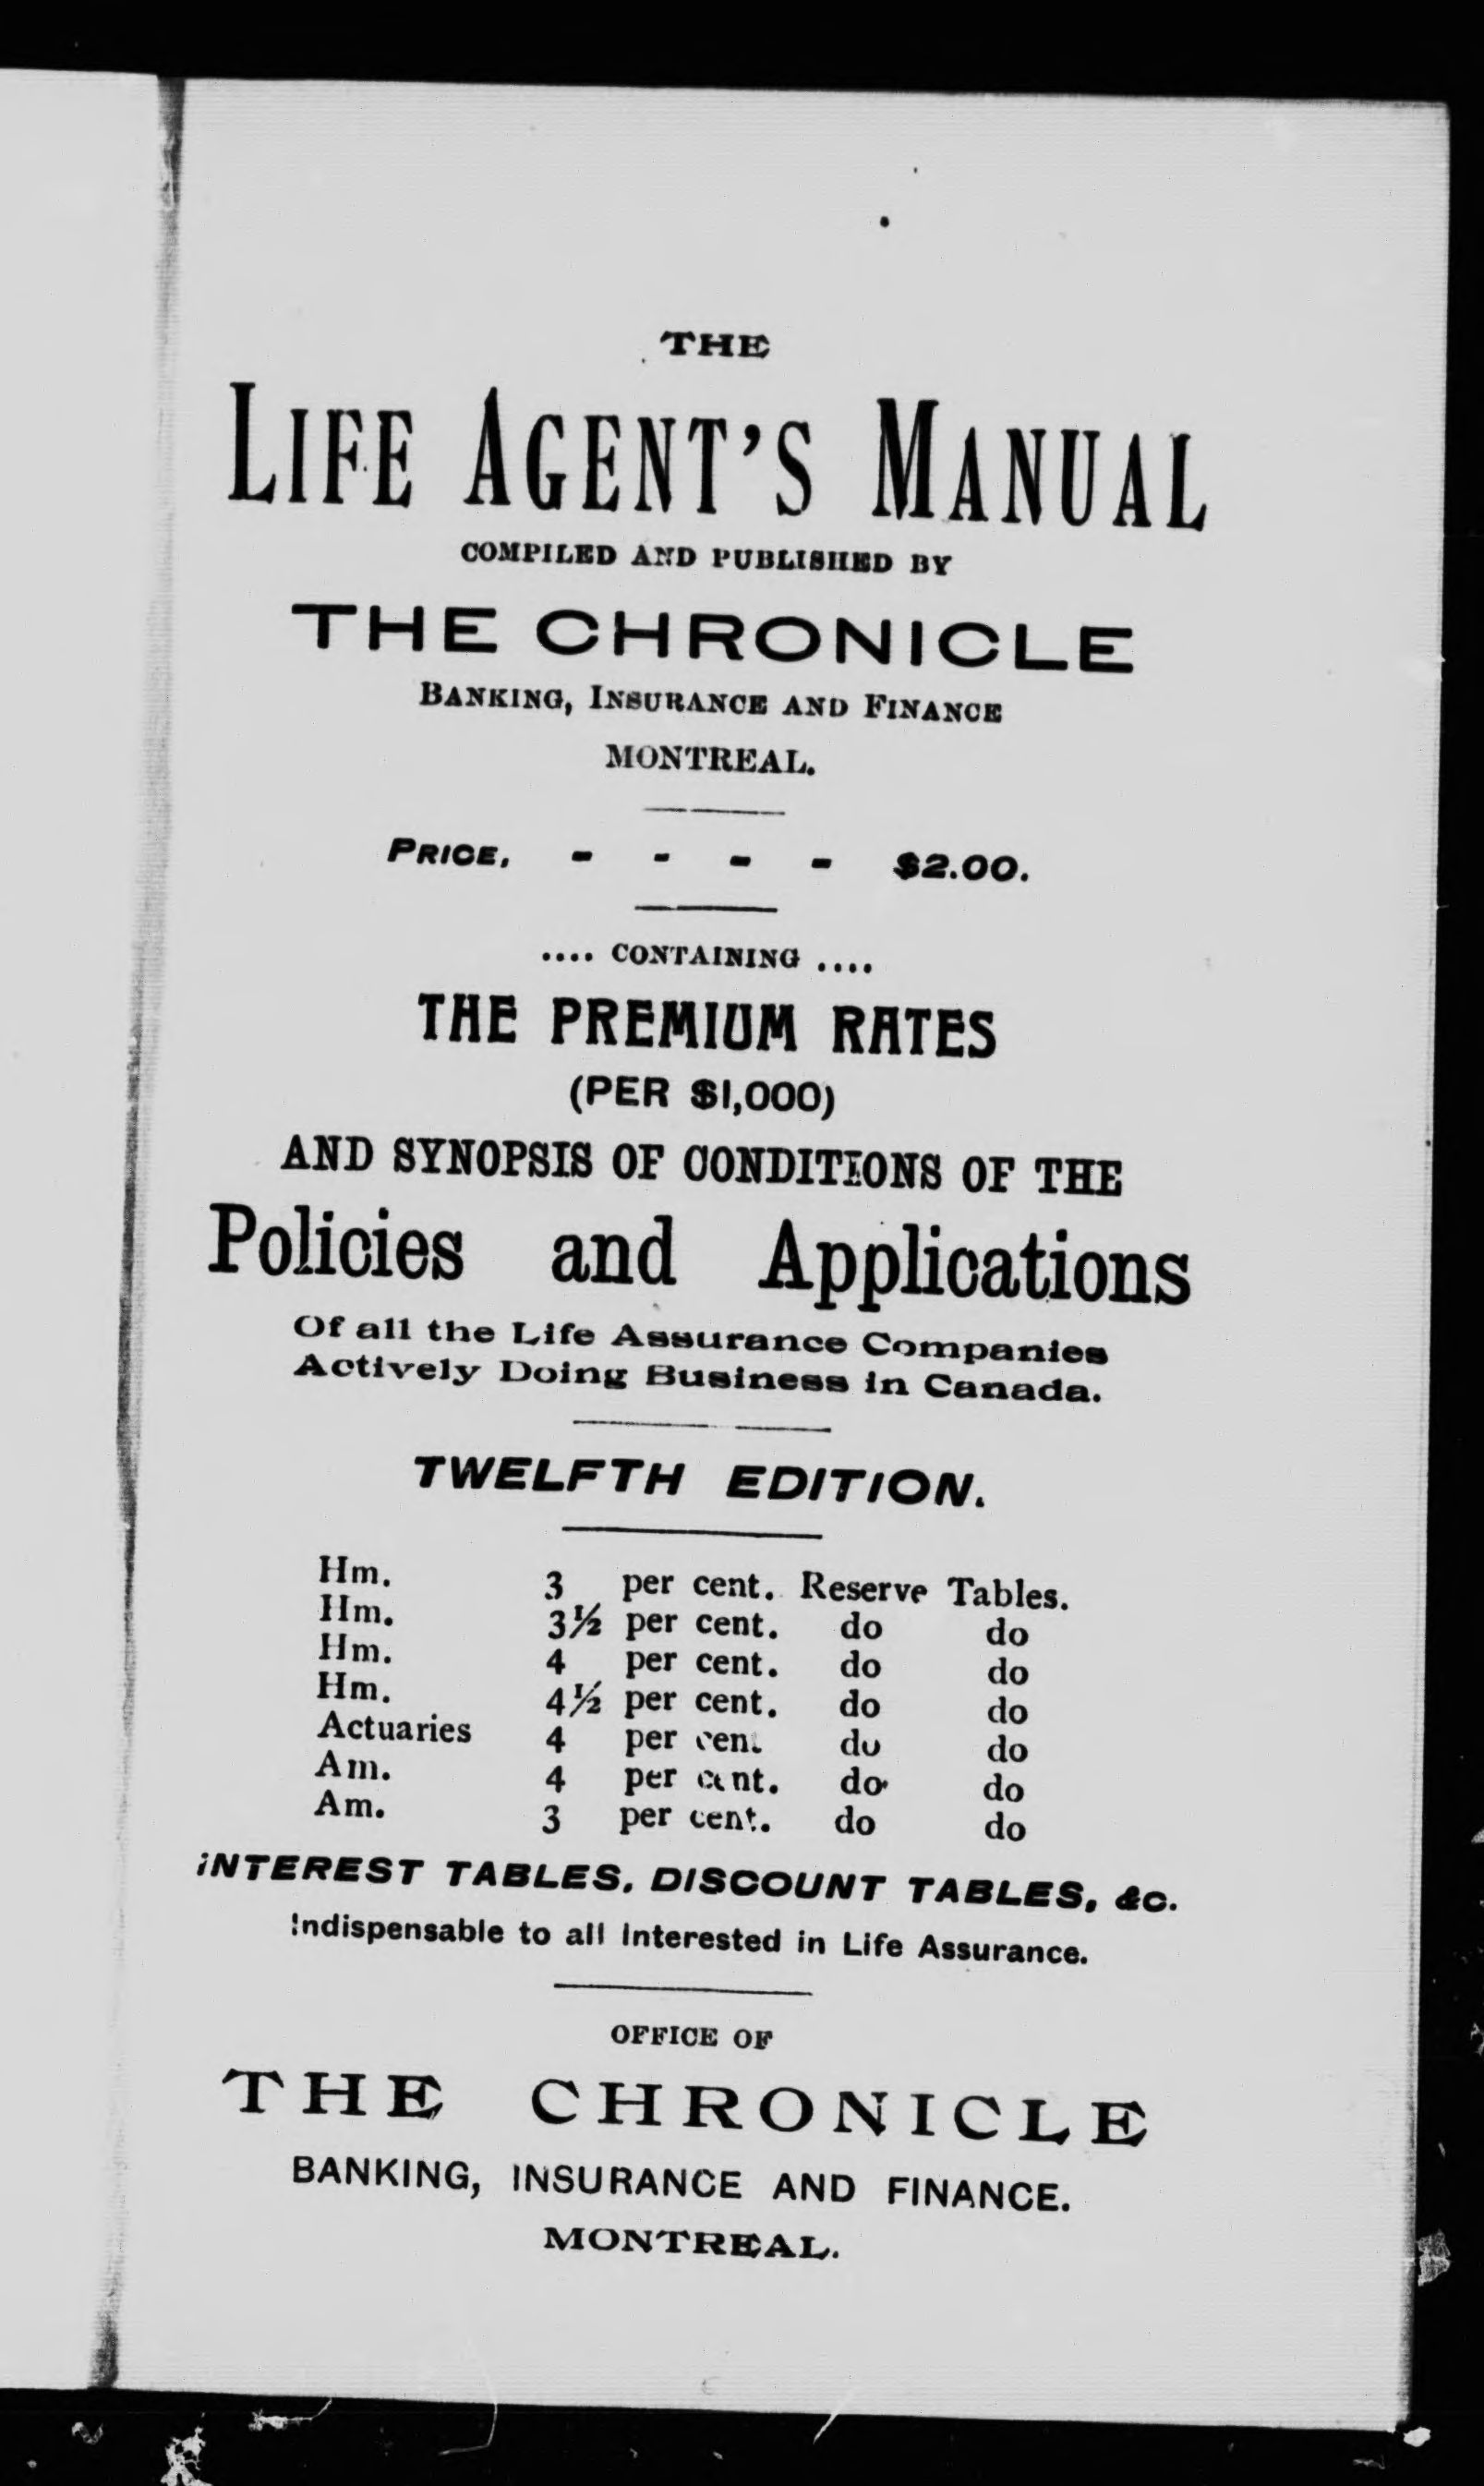 THE
LIFE AGENT'S MANUAL
COMPILED AND PUBLISHED BY
THE CHRONICLE
BANKING, INSURANCE AND FINANCE
MONTREAL.
PRICE, - - - - $2.00.
.... CONTAINING ....
THE PREMIUM RATES
(PER $1,000)
AND SYNOPSIS OF CONDITIONS OF THE
Policies and Applications
Of all the Life Assurance Companies
Actively Doing Business in Canada.
TWELFTH EDITION.
Hm. 3 per cent. Reserve Tables.
Hm. 3½ per cent. do do
Hm. 4 per cent. do do
Hm. 4½ per cent. do do
Actuaries 4 per cent. do do
Am. 4 per cent. do do
Am. 3 per cent. do do
INTEREST TABLES, DISCOUNT TABLES, &c.
Indispensable to all Interested in Life Assurance.
OFFICE OF
THE CHRONICLE
BANKING, INSURANCE AND FINANCE.
MONTREAL.